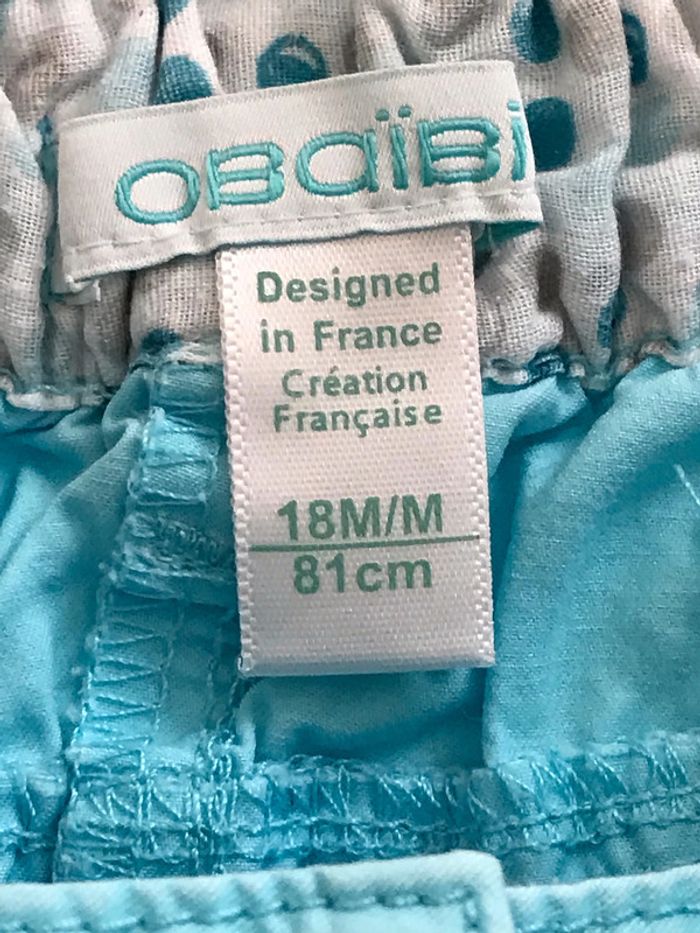 OBaïBi
Designed
in France
Création
Française
18M/M
81cm